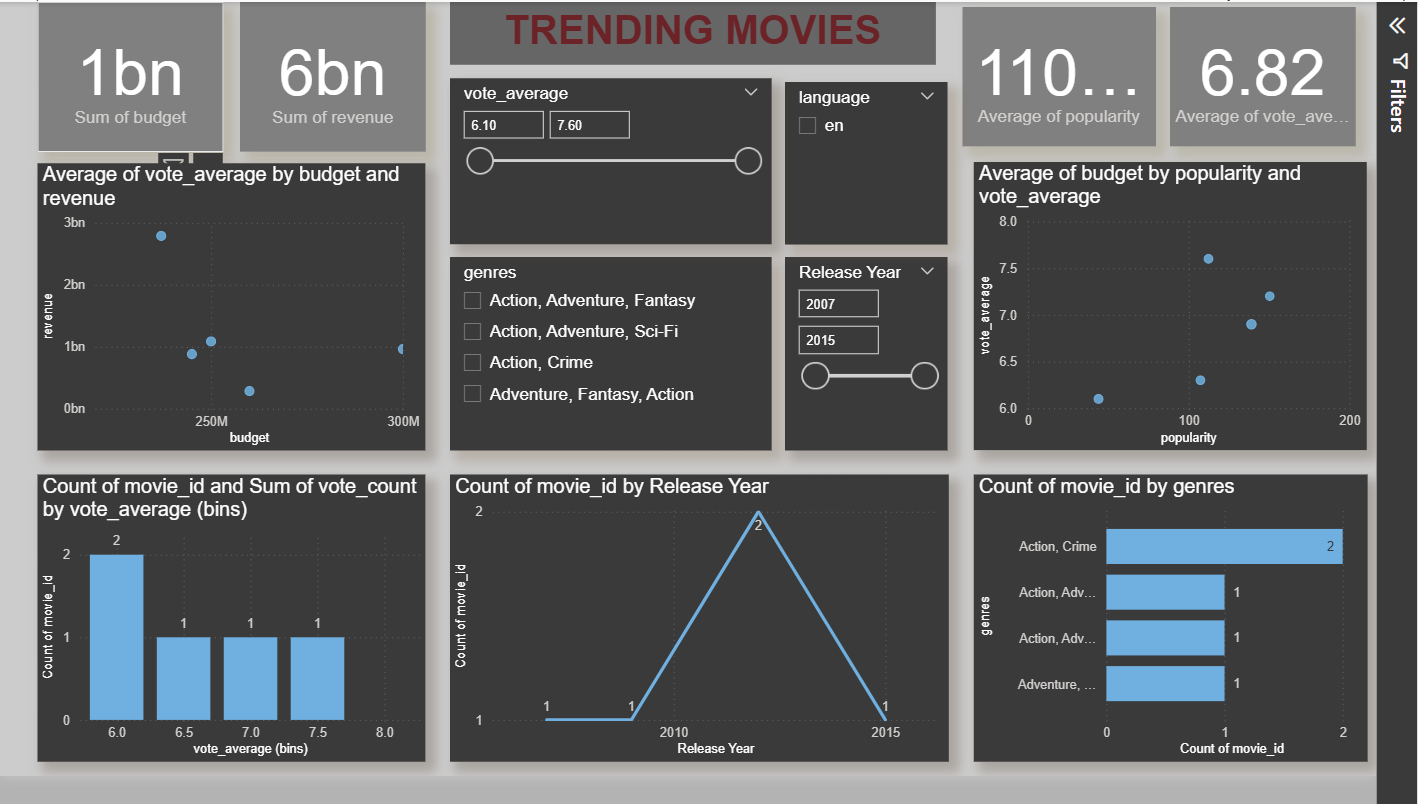 TRENDING MOVIES
1bn
Sum of budget
6bn
Sum of revenue
110...
Average of popularity
6.82
Average of vote_ave...
Filters
vote_average
6.10
7.60
language
en
genres
Action, Adventure, Fantasy
Action, Adventure, Sci-Fi
Action, Crime
Adventure, Fantasy, Action
Release Year
2007
2015
Average of vote_average by budget and
revenue
3bn
2bn
1bn
0bn
revenue
250M
300M
budget
Average of budget by popularity and
vote_average
8.0
7.5
7.0
6.5
6.0
vote_average
0
100
200
popularity
Count of movie_id and Sum of vote_count
by vote_average (bins)
2
1
0
Count of movie_id
2
1
1
1
6.0
6.5
7.0
7.5
8.0
vote_average (bins)
Count of movie_id by Release Year
2
1
Count of movie_id
1
1
2
1
2010
2015
Release Year
Count of movie_id by genres
genres
Action, Crime
2
Action, Adv...
1
Action, Adv...
1
Adventure, ...
1
0
1
2
Count of movie_id